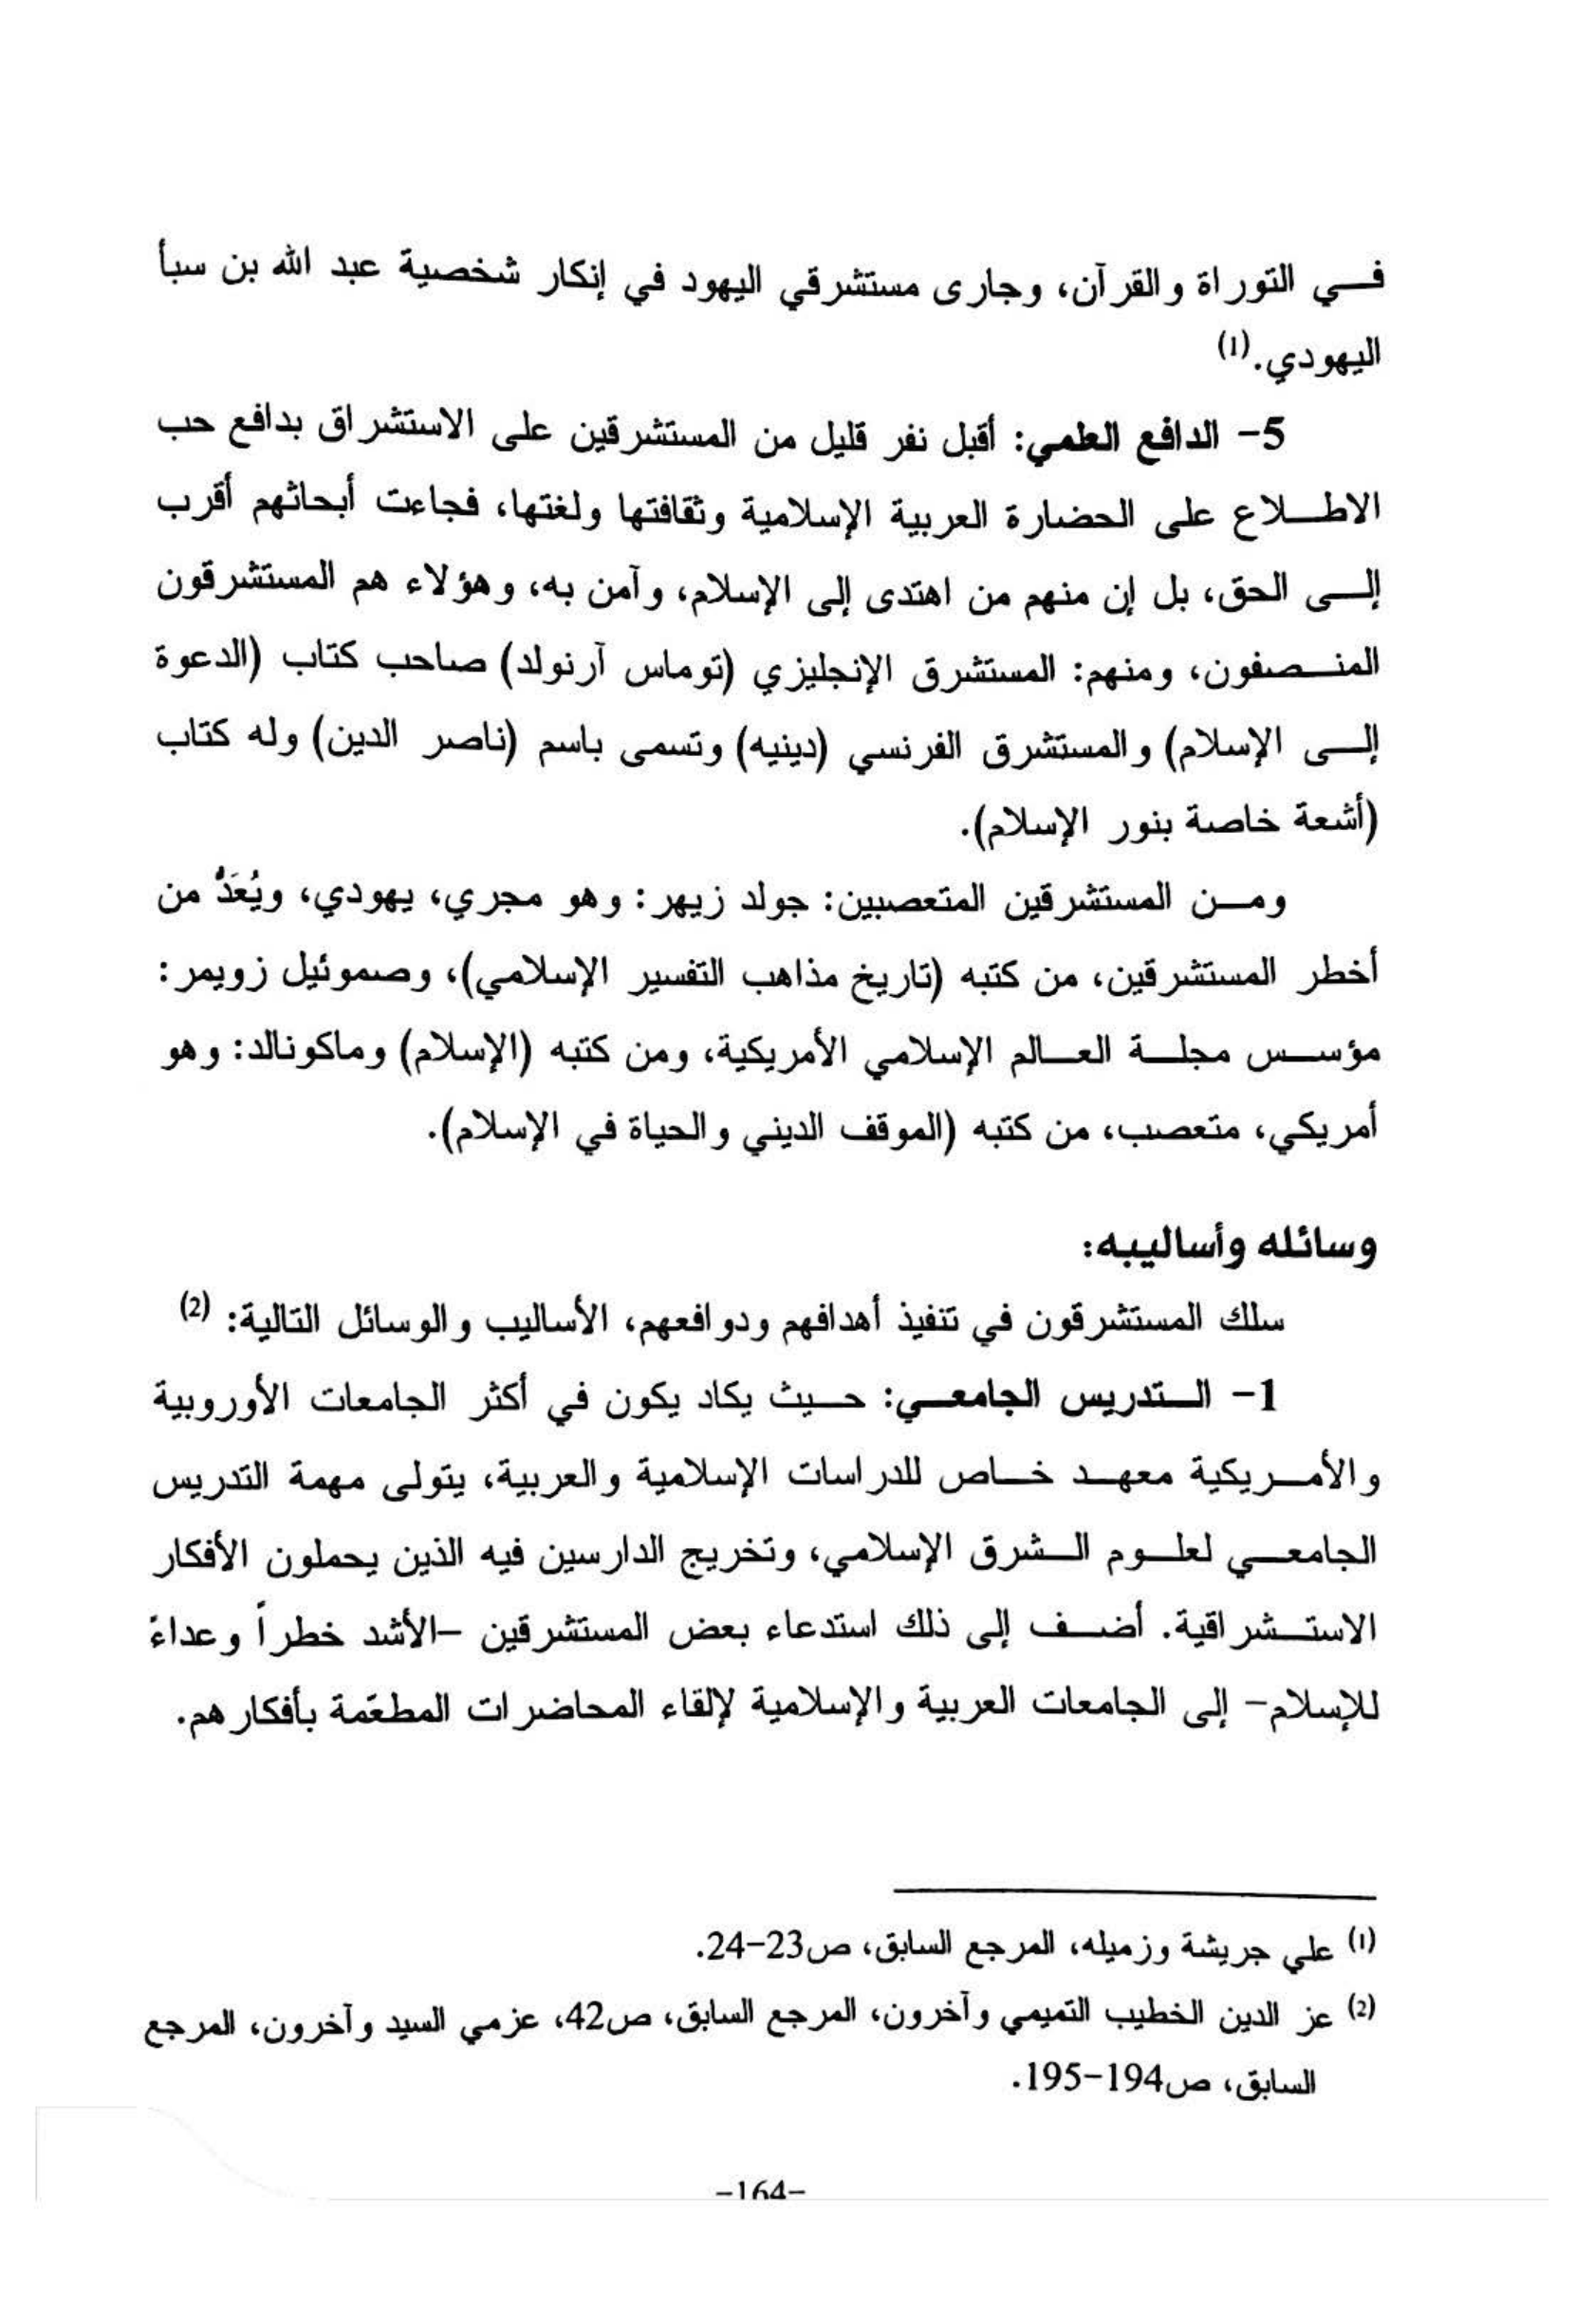 في التوراة والقرآن، وجارى مستشرقي اليهود في إنكار شخصية عبد الله بن سبأ
اليهودي.(1)
5- الدافع العلمي: أقبل نفر قليل من المستشرقين على الاستشراق بدافع حب
الاطلاع على الحضارة العربية الإسلامية وثقافتها ولغتها، فجاءت أبحاثهم أقرب
إلى الحق، بل إن منهم من اهتدى إلى الإسلام، وآمن به، وهؤلاء هم المستشرقون
المنصفون، ومنهم: المستشرق الإنجليزي (توماس آرنولد) صاحب كتاب (الدعوة
إلى الإسلام) والمستشرق الفرنسي (دينيه) وتسمى باسم (ناصر الدين) وله كتاب
(أشعة خاصة بنور الإسلام).
ومن المستشرقين المتعصبين: جولد زيهر: وهو مجري، يهودي، ويُعَدُّ من
أخطر المستشرقين، من كتبه (تاريخ مذاهب التفسير الإسلامي)، وصموئيل زويمر:
مؤسس مجلة العالم الإسلامي الأمريكية، ومن كتبه (الإسلام) وماكونالد: وهو
أمريكي، متعصب، من كتبه (الموقف الديني والحياة في الإسلام).
وسائله وأساليبه:
سلك المستشرقون في تنفيذ أهدافهم ودوافعهم، الأساليب والوسائل التالية: (2)
1- التدريس الجامعي: حيث يكاد يكون في أكثر الجامعات الأوروبية
والأمريكية معهد خاص للدراسات الإسلامية والعربية، يتولى مهمة التدريس
الجامعي لعلوم الشرق الإسلامي، وتخريج الدارسين فيه الذين يحملون الأفكار
الاستشراقية. أضف إلى ذلك استدعاء بعض المستشرقين -الأشد خطراً وعداءً
للإسلام- إلى الجامعات العربية والإسلامية لإلقاء المحاضرات المطعّمة بأفكارهم.
(1) علي جريشة وزميله، المرجع السابق، ص23-24.
(2) عز الدين الخطيب التميمي وآخرون، المرجع السابق، ص42، عزمي السيد وآخرون، المرجع
السابق، ص194-195.
-164-